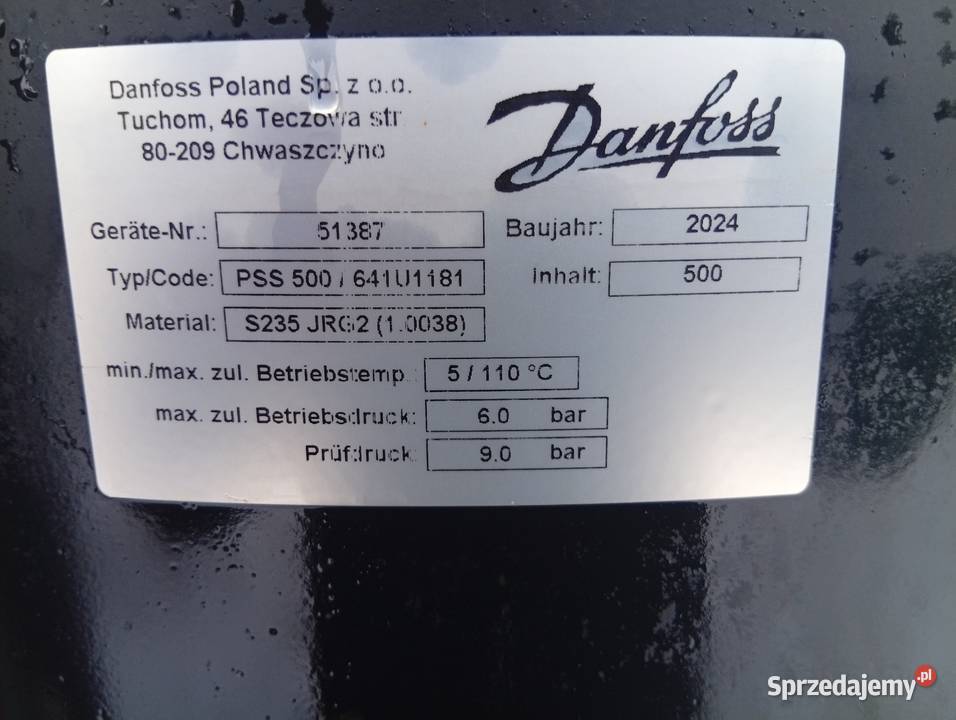 Danfoss Poland Sp. z o.o.
Tuchom, 46 Teczowa str
80-209 Chwaszczyno
Danfoss
Geräte-Nr.: 51387
Baujahr: 2024
Typ/Code: PSS 500 / 641U1181
Inhalt: 500
Material: S235 JRG2 (1.0038)
min./max. zul. Betriebstemp. 5 / 110 °C
max. zul. Betriebsdruck: 6.0 bar
Prüfdruck: 9.0 bar
Sprzedajemy.pl